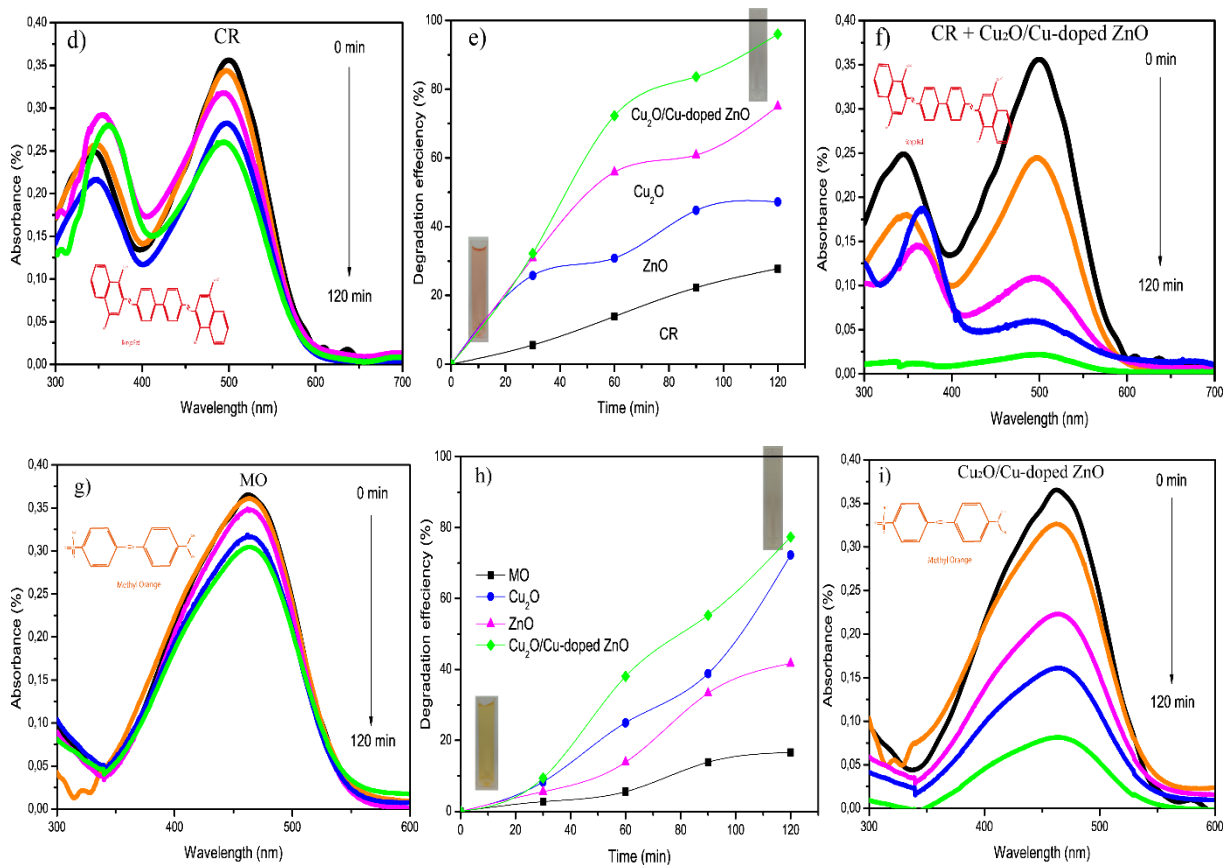 d)
CR
0 min
120 min
0,40
0,35
0,30
0,25
0,20
0,15
0,10
0,05
0,00
300
400
500
600
700
Absorbance (%)
Wavelength (nm)
e)
100
80
60
40
20
0
0
20
40
60
80
100
120
Degradation effeciency (%)
Time (min)
Cu₂O/Cu-doped ZnO
Cu₂O
ZnO
CR
f)
CR + Cu₂O/Cu-doped ZnO
0 min
120 min
0,40
0,35
0,30
0,25
0,20
0,15
0,10
0,05
0,00
300
400
500
600
700
Absorbance (%)
Wavelength (nm)
g)
MO
0 min
120 min
Methyl Orange
0,40
0,35
0,30
0,25
0,20
0,15
0,10
0,05
0,00
300
400
500
600
Absorbance (%)
Wavelength (nm)
h)
100
80
60
40
20
0
0
20
40
60
80
100
120
Degradation effeciency (%)
Time (min)
MO
Cu₂O
ZnO
Cu₂O/Cu-doped ZnO
i)
Cu₂O/Cu-doped ZnO
0 min
120 min
Methyl Orange
0,40
0,35
0,30
0,25
0,20
0,15
0,10
0,05
0,00
300
400
500
600
Absorbance (%)
Wavelength (nm)